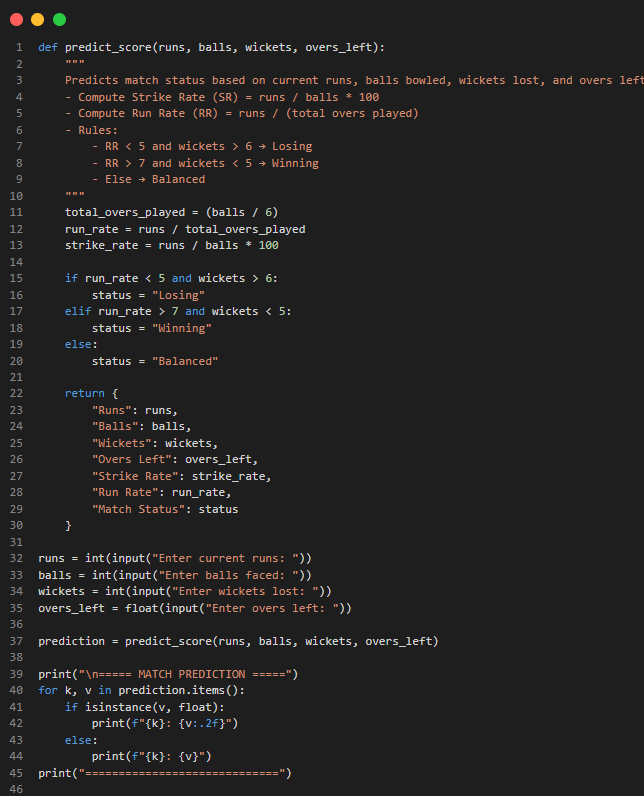 1 def predict_score(runs, balls, wickets, overs_left):
2     """
3     Predicts match status based on current runs, balls bowled, wickets lost, and overs left
4     - Compute Strike Rate (SR) = runs / balls * 100
5     - Compute Run Rate (RR) = runs / (total overs played)
6     - Rules:
7         - RR < 5 and wickets > 6 → Losing
8         - RR > 7 and wickets < 5 → Winning
9         - Else → Balanced
10     """
11     total_overs_played = (balls / 6)
12     run_rate = runs / total_overs_played
13     strike_rate = runs / balls * 100
14
15     if run_rate < 5 and wickets > 6:
16         status = "Losing"
17     elif run_rate > 7 and wickets < 5:
18         status = "Winning"
19     else:
20         status = "Balanced"
21
22     return {
23         "Runs": runs,
24         "Balls": balls,
25         "Wickets": wickets,
26         "Overs Left": overs_left,
27         "Strike Rate": strike_rate,
28         "Run Rate": run_rate,
29         "Match Status": status
30     }
31
32 runs = int(input("Enter current runs: "))
33 balls = int(input("Enter balls faced: "))
34 wickets = int(input("Enter wickets lost: "))
35 overs_left = float(input("Enter overs left: "))
36
37 prediction = predict_score(runs, balls, wickets, overs_left)
38
39 print("\n===== MATCH PREDICTION =====")
40 for k, v in prediction.items():
41     if isinstance(v, float):
42         print(f"{k}: {v:.2f}")
43     else:
44         print(f"{k}: {v}")
45 print("=============================")
46